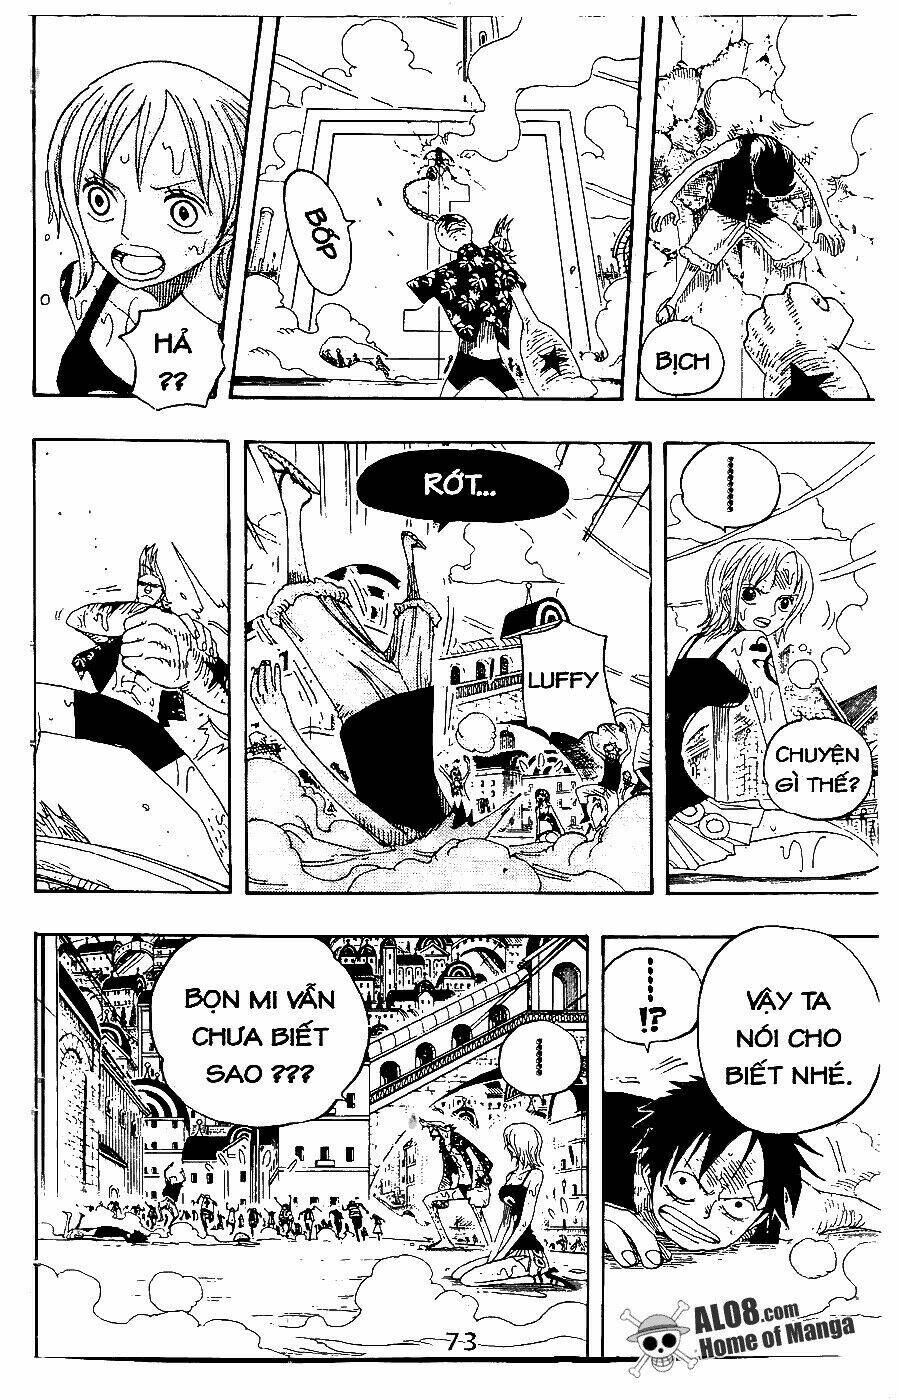 HẢ
??
BỐP
BỊCH
RỚT...
LUFFY
.........
CHUYỆN
GÌ THẾ?
BỌN MI VẪN
CHƯA BIẾT
SAO ???
......
......
!?
VẬY TA
NÓI CHO
BIẾT NHÉ.
73
ALO8.com
Home of Manga